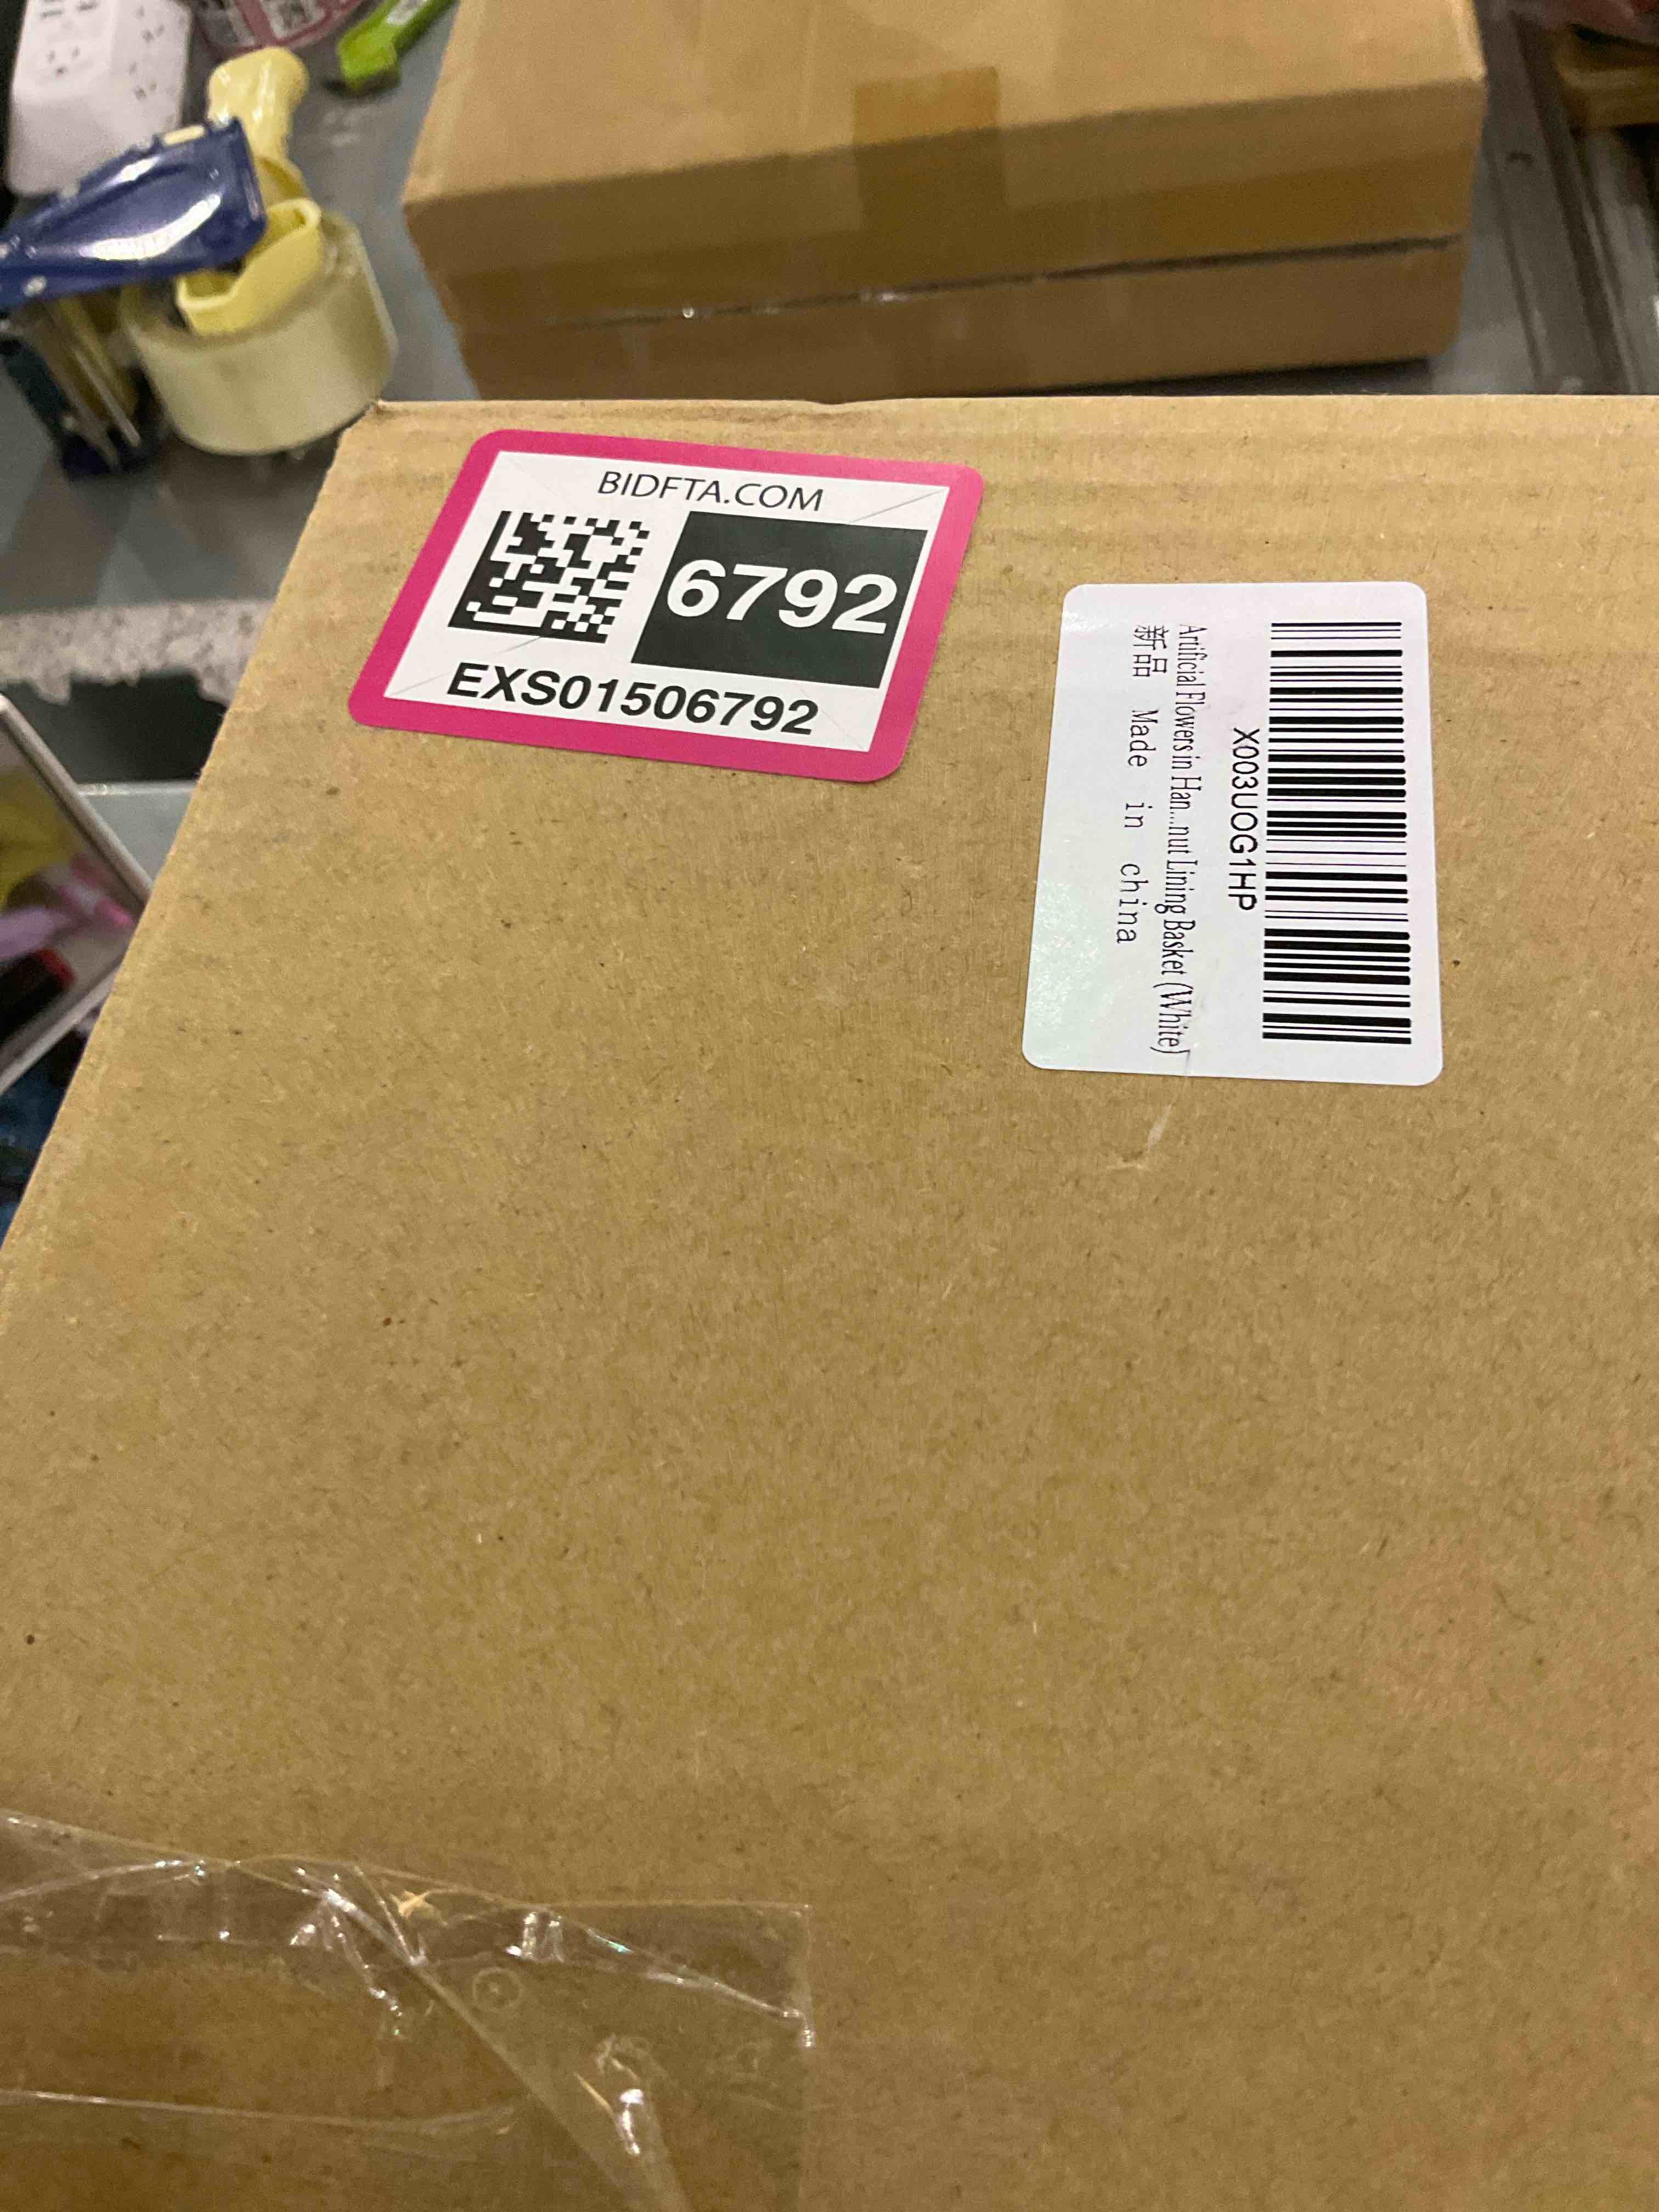 BIDFTA.COM
6792
EXS01506792
X003UOG1HP
Artificial Flowers in Han...nut Lining Basket (White)
新品 Made in china